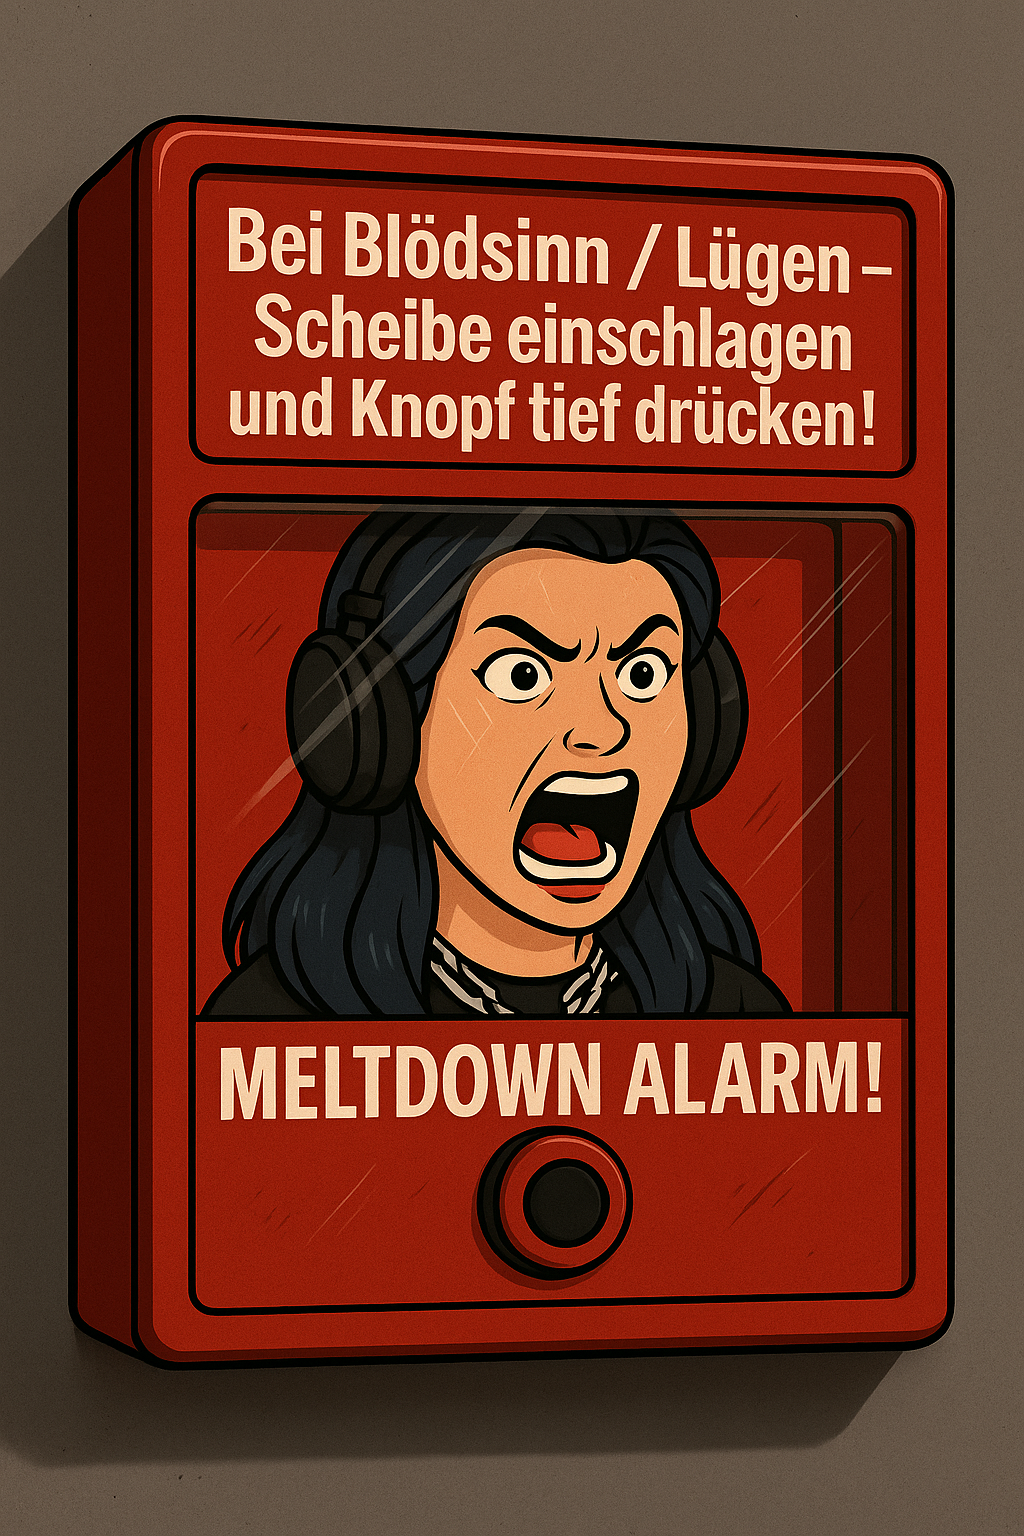 Bei Blödsinn / Lügen –
Scheibe einschlagen
und Knopf tief drücken!
MELTDOWN ALARM!